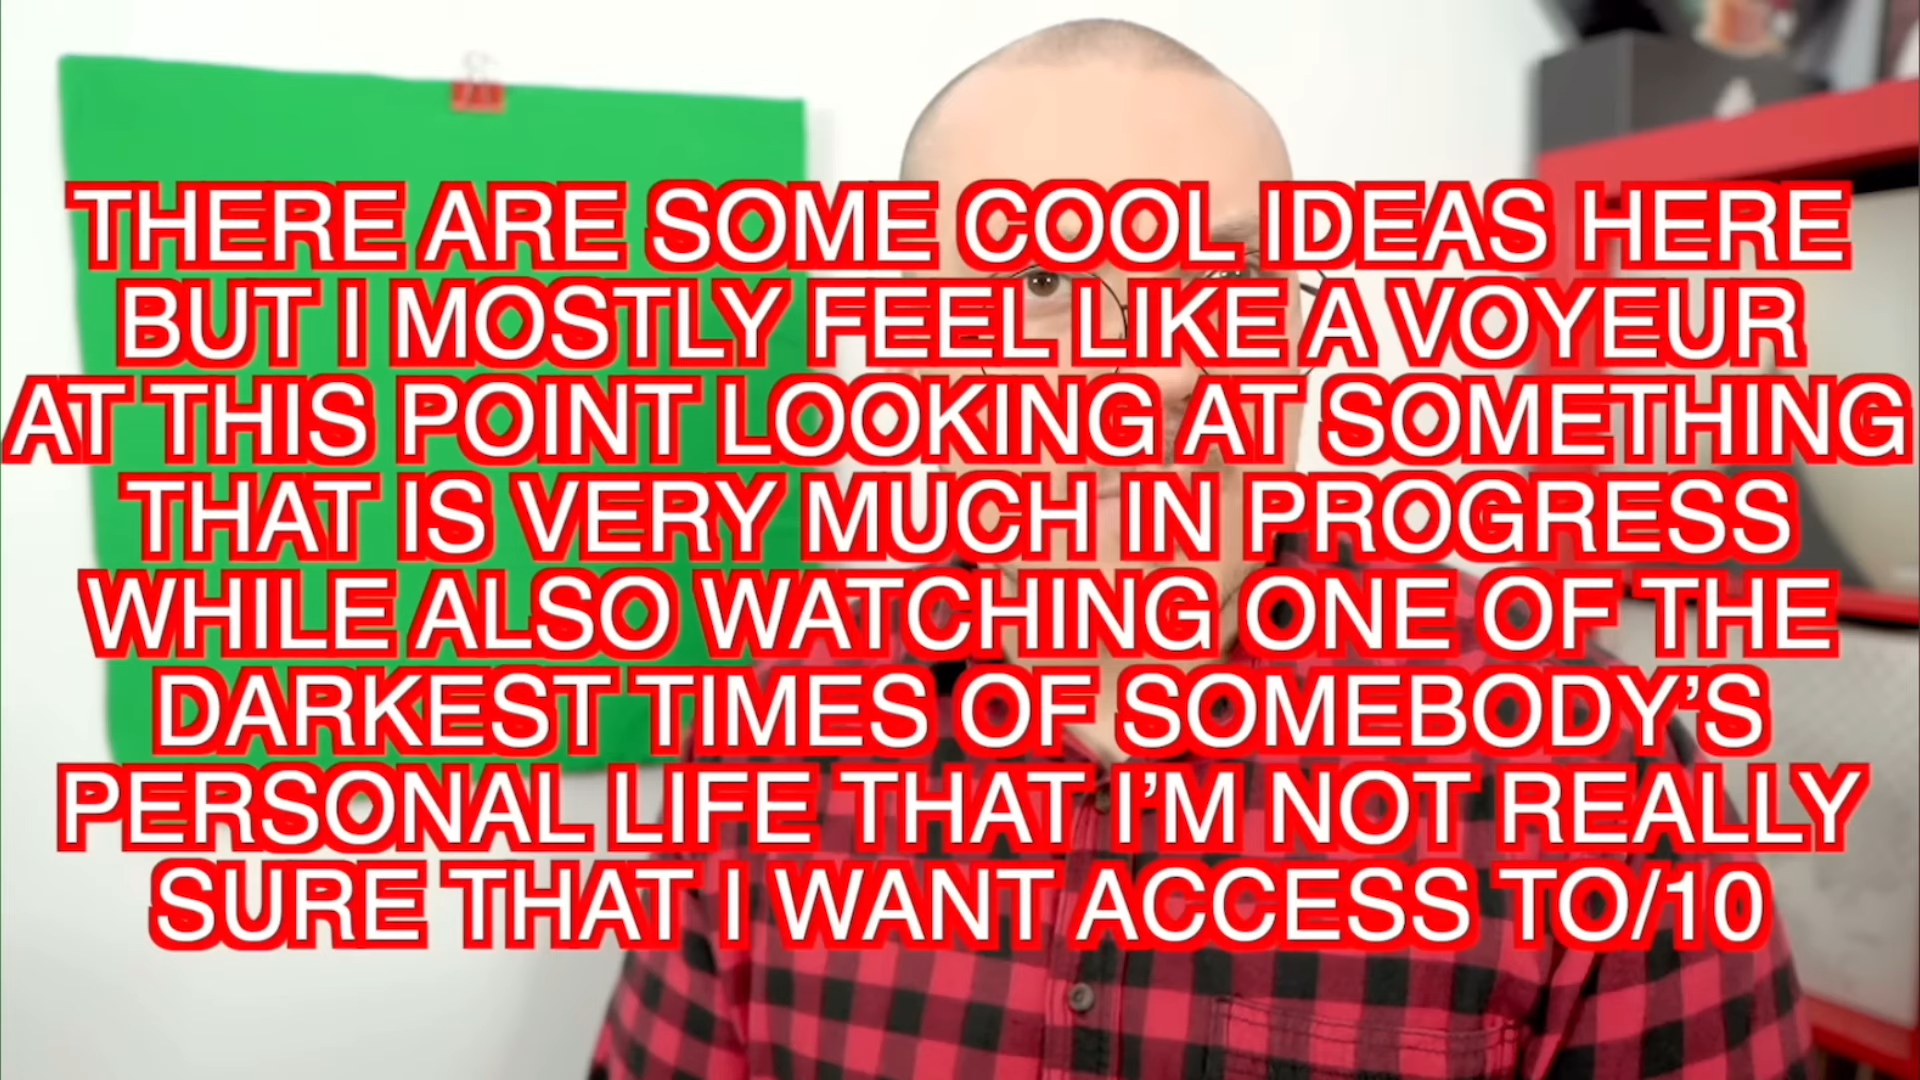 THERE ARE SOME COOL IDEAS HERE
BUT I MOSTLY FEEL LIKE A VOYEUR
AT THIS POINT LOOKING AT SOMETHING
THAT IS VERY MUCH IN PROGRESS
WHILE ALSO WATCHING ONE OF THE
DARKEST TIMES OF SOMEBODY’S
PERSONAL LIFE THAT I’M NOT REALLY
SURE THAT I WANT ACCESS TO/10